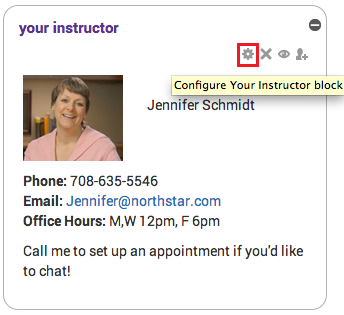 your instructor
Configure Your Instructor block
Jennifer Schmidt
Phone: 708-635-5546
Email: Jennifer@northstar.com
Office Hours: M,W 12pm, F 6pm
Call me to set up an appointment if you'd like
to chat!